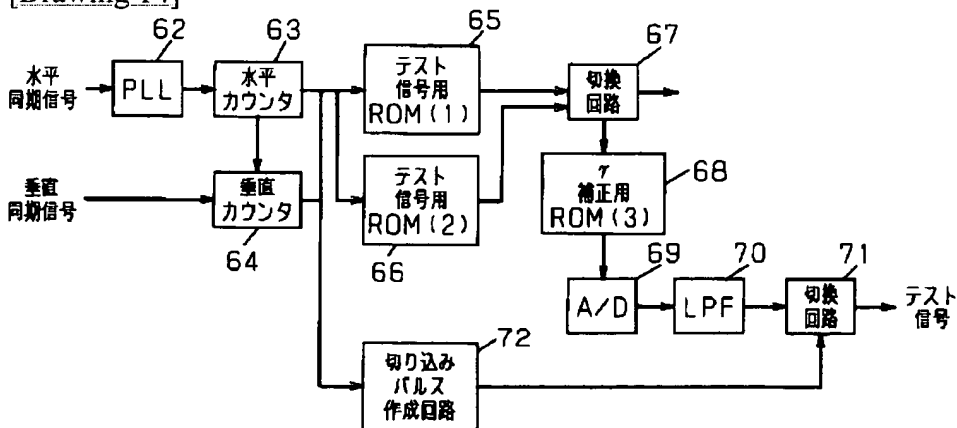 62
63
65
67
水平
同期信号
PLL
水平
カウンタ
テスト
信号用
ROM(1)
切換
回路
垂直
同期信号
垂直
カウンタ
64
テスト
信号用
ROM(2)
66
γ
補正用
ROM(3)
68
69
70
71
A/D
LPF
切換
回路
テスト
信号
72
切り込み
パルス
作成回路